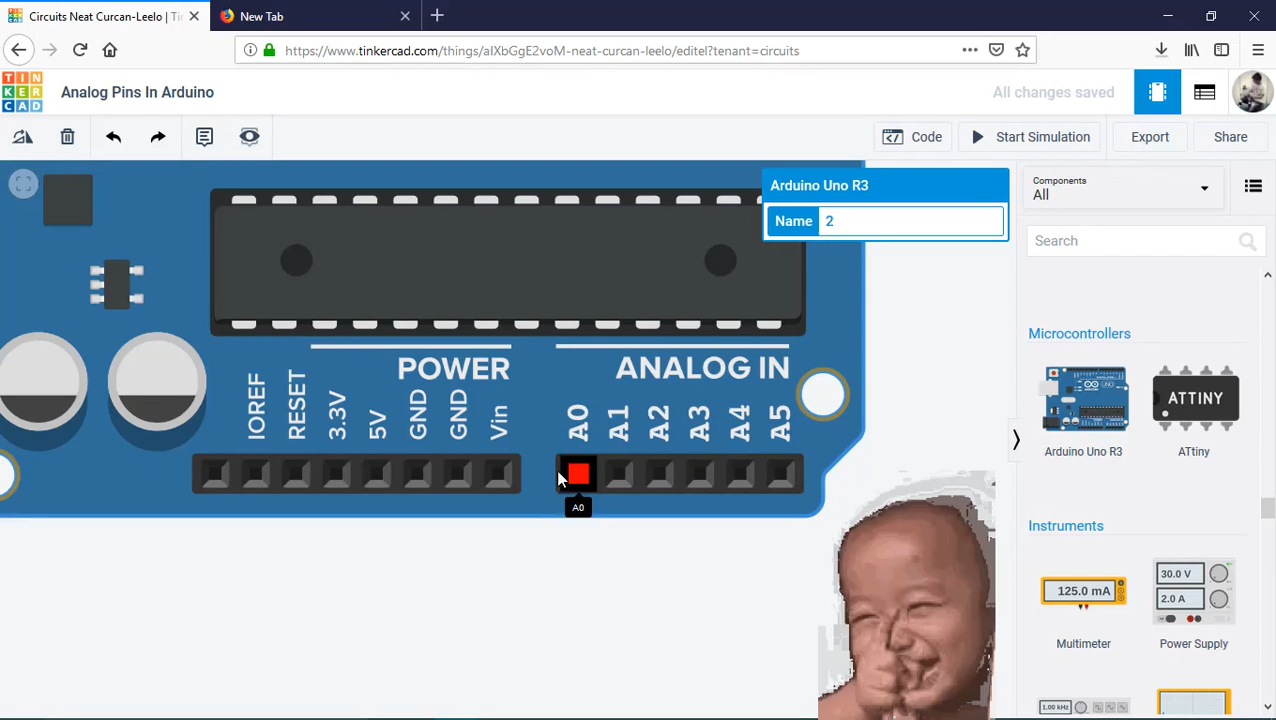 Circuits Neat Curcan-Leelo | Ti
New Tab
https://www.tinkercad.com/things/aIXbGgE2voM-neat-curcan-leelo/editel?tenant=circuits
TIN
KER
CAD
Analog Pins In Arduino
All changes saved
Code
Start Simulation
Export
Share
Arduino Uno R3
Name 2
Components
All
Search
POWER
ANALOG IN
IOREF
RESET
3.3V
5V
GND
GND
Vin
A0
A1
A2
A3
A4
A5
A0
Microcontrollers
ATTINY
Arduino Uno R3
ATtiny
Instruments
125.0 mA
30.0 V
2.0 A
Multimeter
Power Supply
1.00 kHz